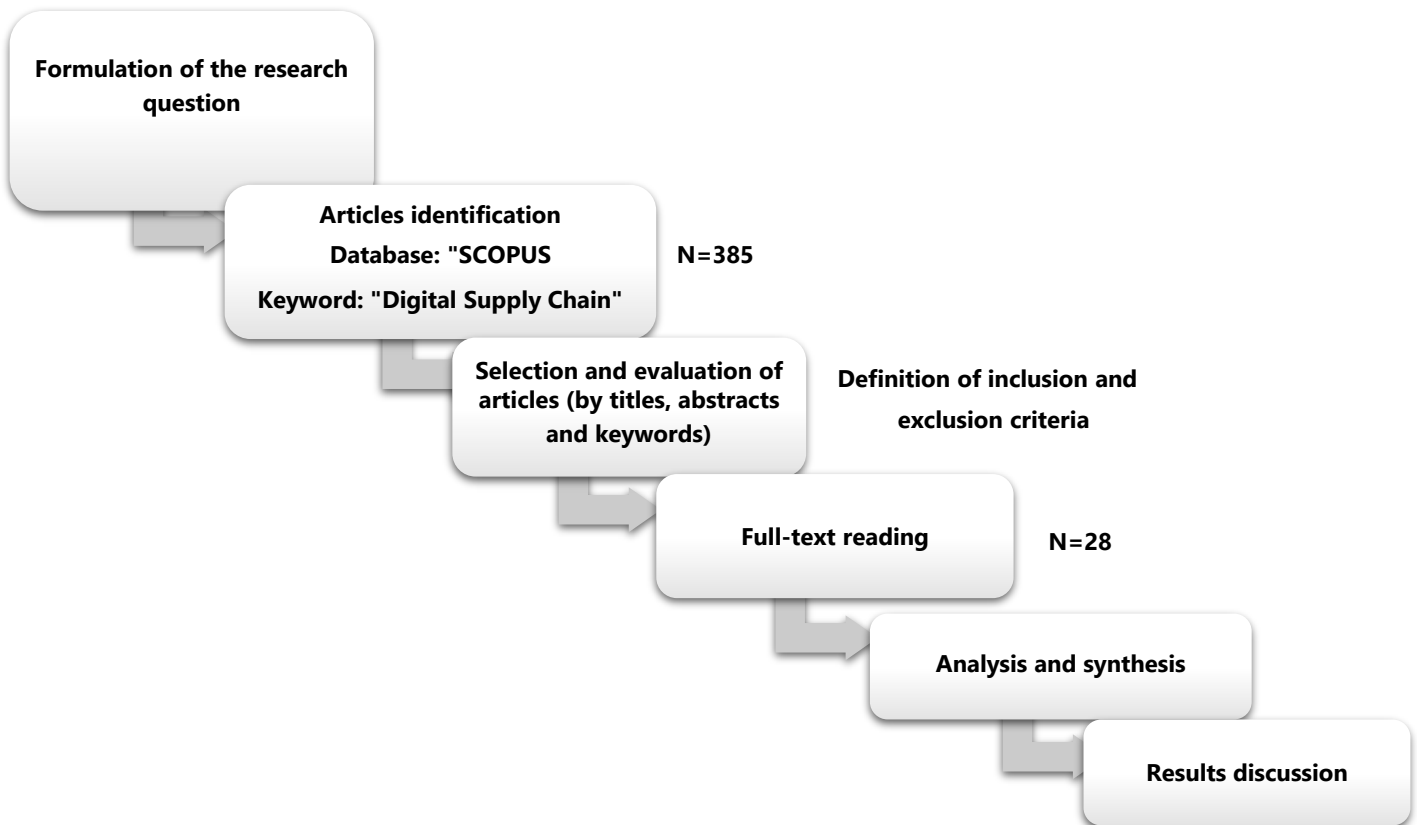 Formulation of the research
question
Articles identification
Database: "SCOPUS
Keyword: "Digital Supply Chain"
N=385
Selection and evaluation of
articles (by titles, abstracts
and keywords)
Definition of inclusion and
exclusion criteria
Full-text reading
N=28
Analysis and synthesis
Results discussion